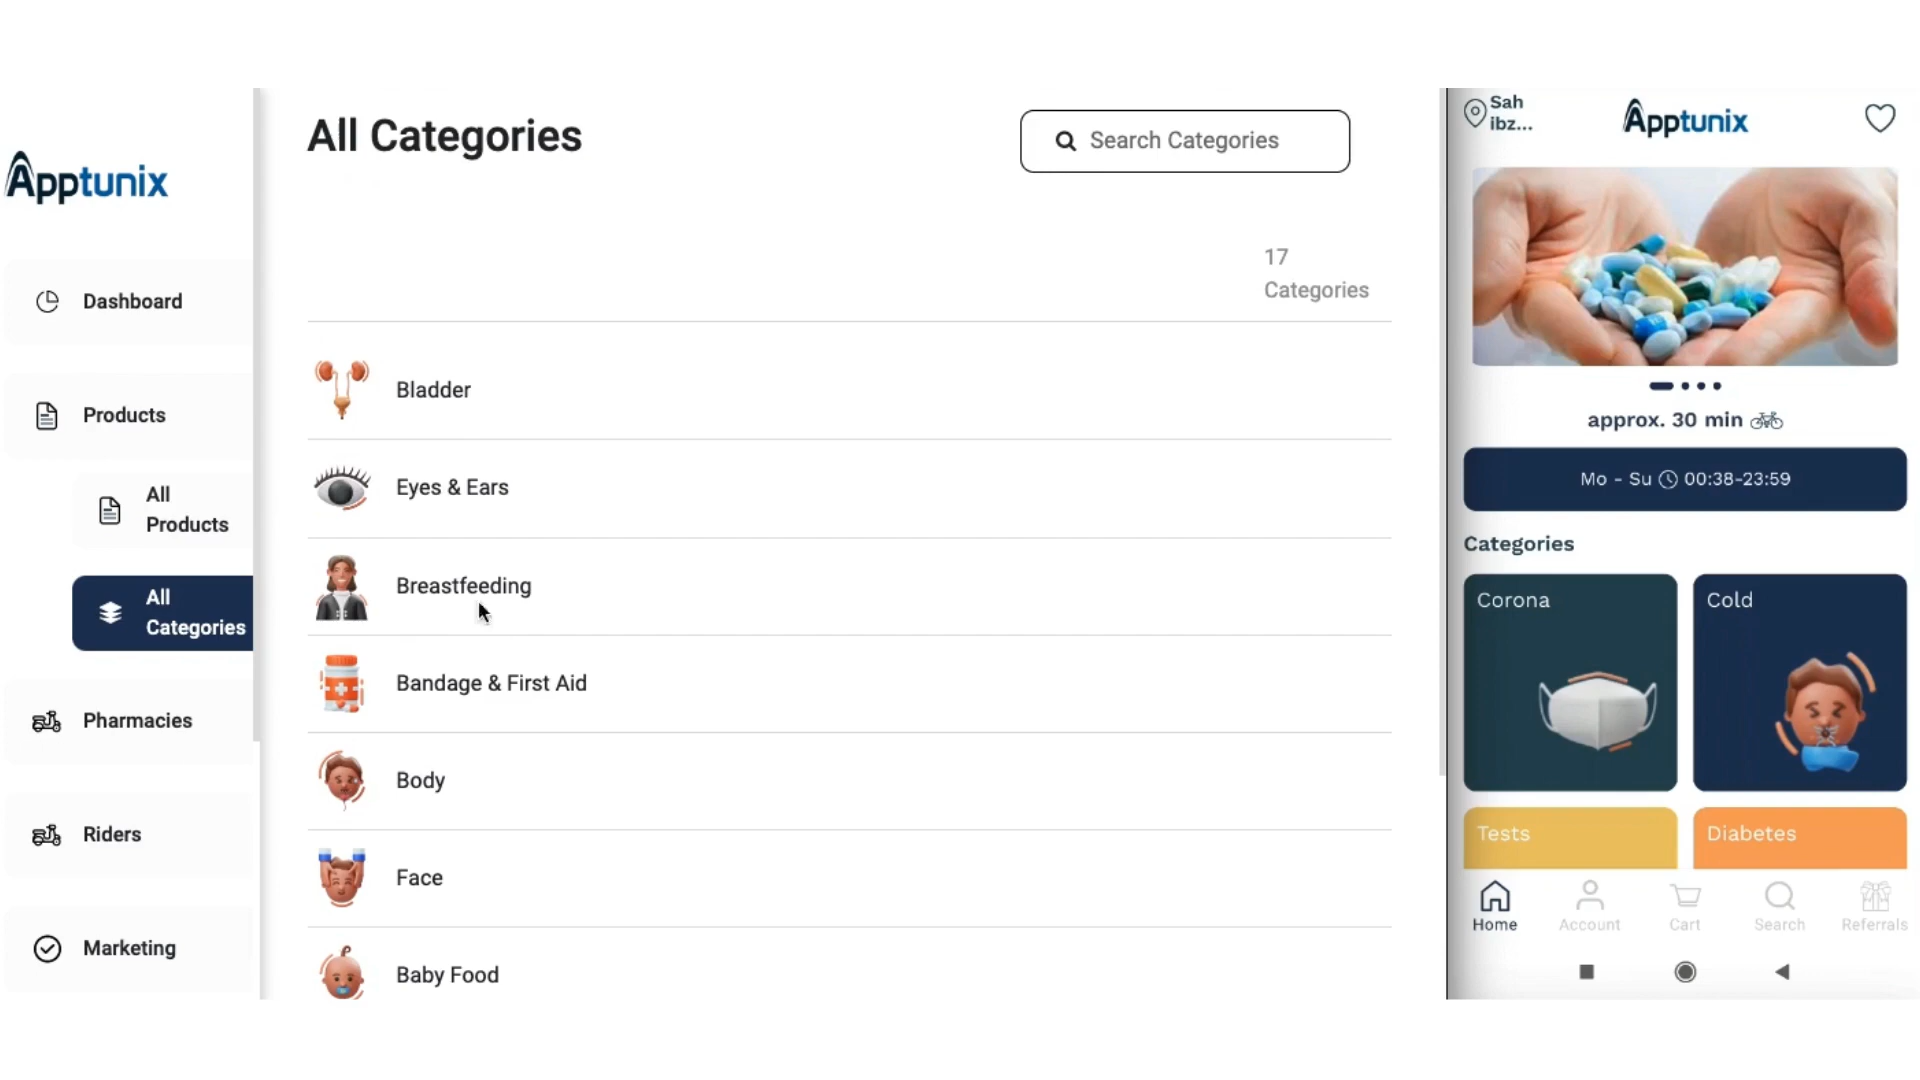 Apptunix
Dashboard
Products
All
Products
All
Categories
Pharmacies
Riders
Marketing
All Categories
Search Categories
17
Categories
Bladder
Eyes & Ears
Breastfeeding
Bandage & First Aid
Body
Face
Baby Food
Sah
ibz...
Apptunix
approx. 30 min
Mo - Su 00:38-23:59
Categories
Corona
Cold
Tests
Diabetes
Home
Account
Cart
Search
Referrals